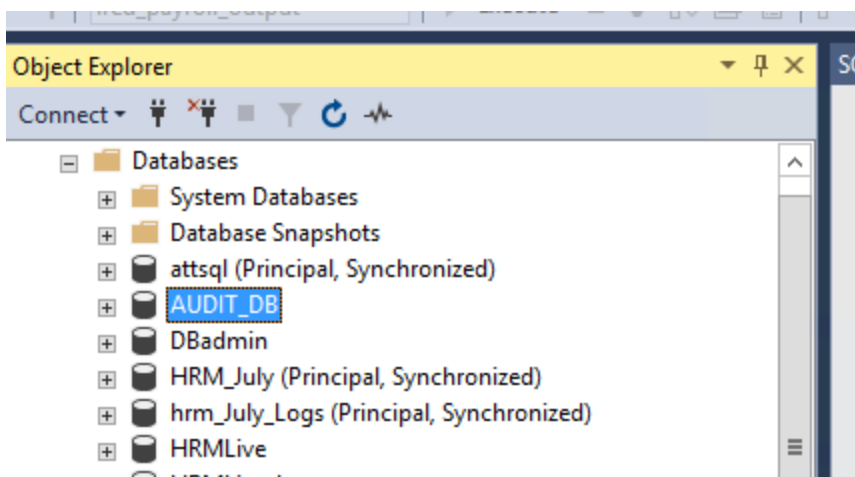 Object Explorer
Connect
Databases
System Databases
Database Snapshots
attsql (Principal, Synchronized)
AUDIT_DB
DBadmin
HRM_July (Principal, Synchronized)
hrm_July_Logs (Principal, Synchronized)
HRMLive